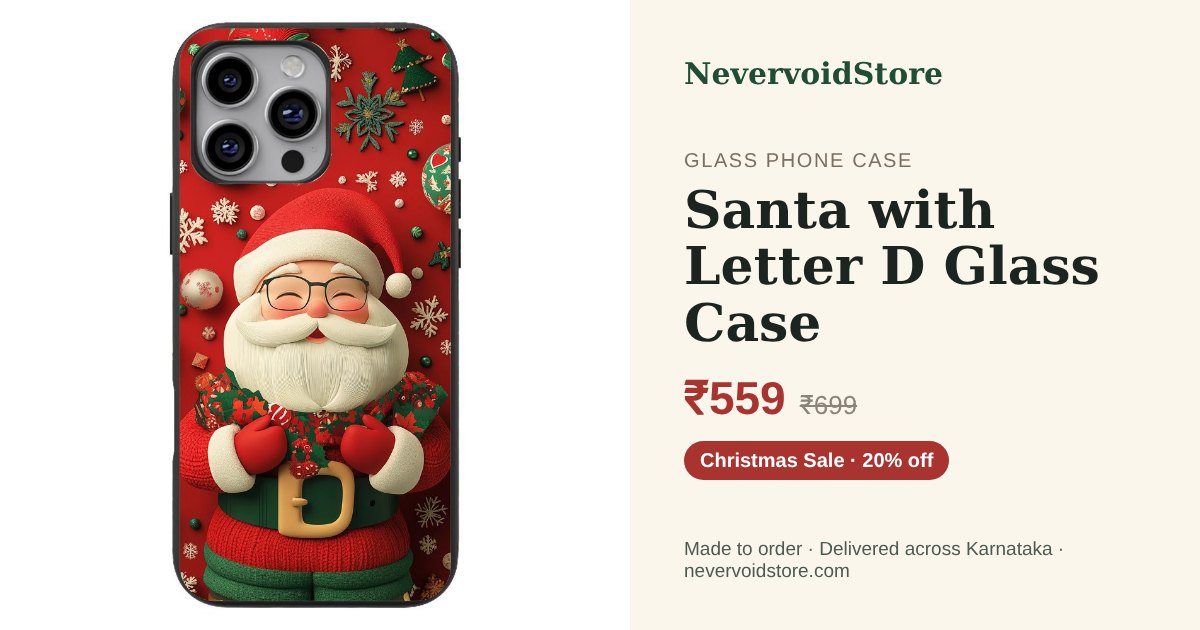 NevervoidStore
GLASS PHONE CASE
Santa with
Letter D Glass
Case
₹559 ₹699
Christmas Sale · 20% off
Made to order · Delivered across Karnataka ·
nevervoidstore.com
D